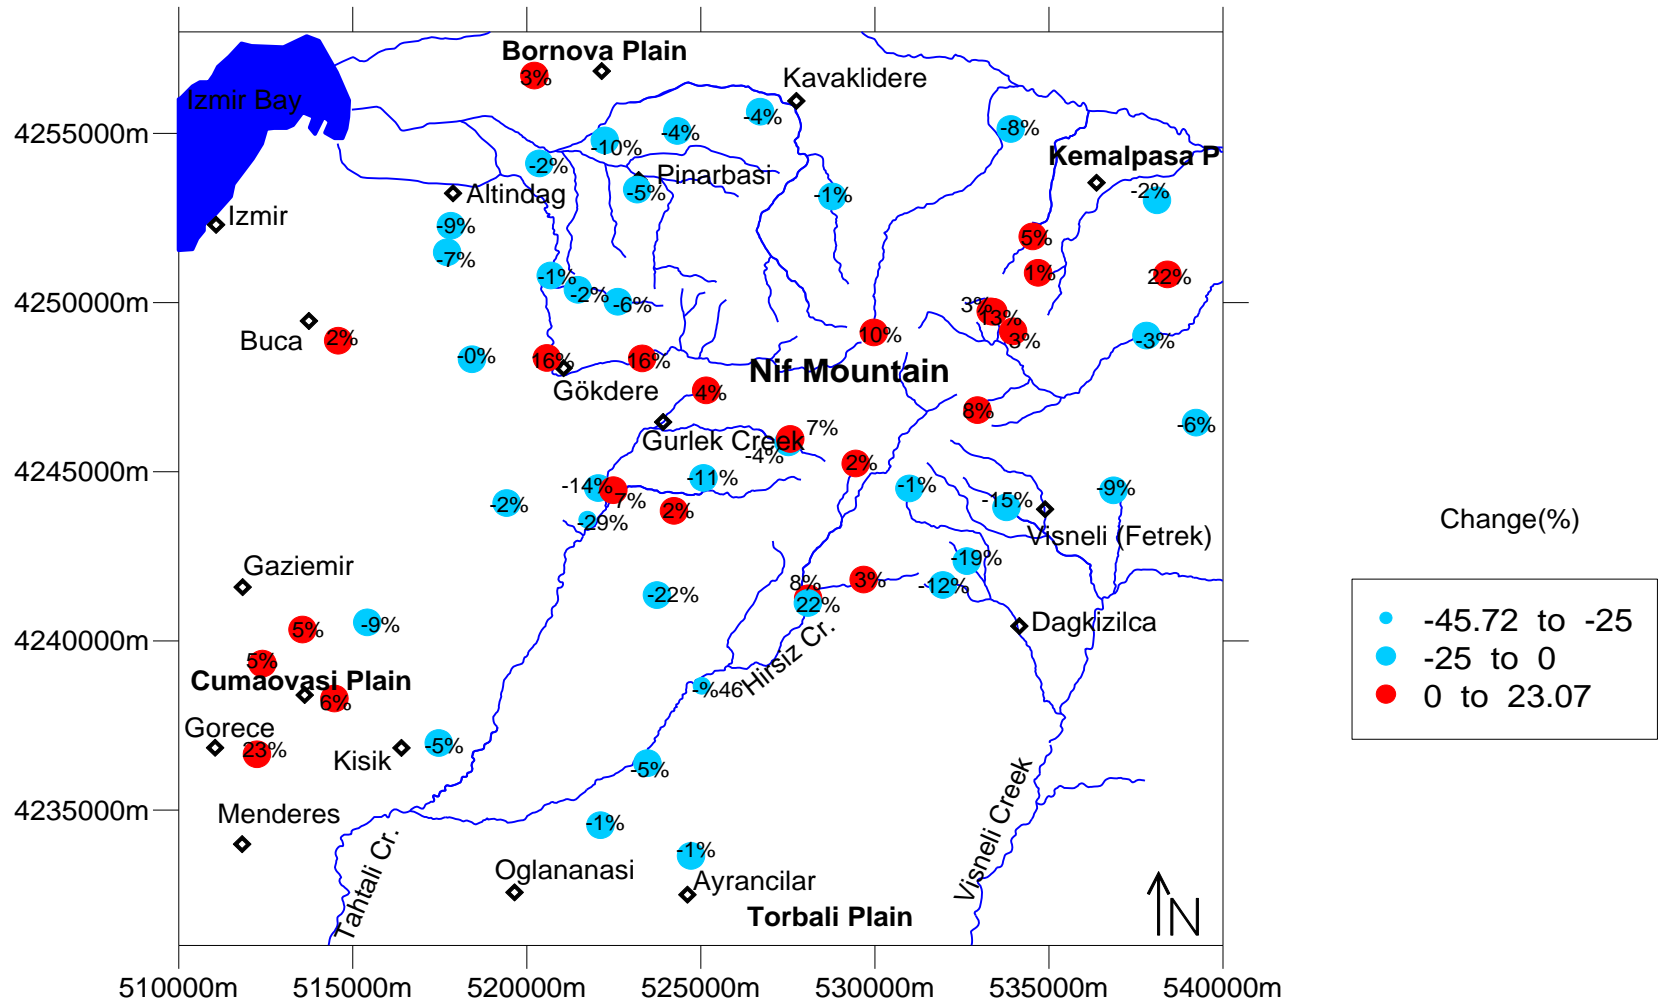 Bornova Plain
3%
Kavaklidere
Izmir Bay
-4%
4255000m
-4%
-8%
-10%
Kemalpasa P
-2%
Pinarbasi
-5%
Altindag
-1%
-2%
Izmir
-9%
5%
-7%
-1%
1%
22%
-2%
-6%
4250000m
3%
13%
Buca
2%
10%
3%
-3%
-0%
16%
16%
Nif Mountain
Gökdere
4%
8%
7%
-6%
Gurlek Creek
-4%
2%
4245000m
-14%
-11%
-1%
-9%
7%
-15%
-2%
2%
-29%
Visneli (Fetrek)
Change(%)
Gaziemir
-19%
8%
3%
-12%
-22%
22%
-45.72 to -25
5%
-9%
Dagkizilca
4240000m
-25 to 0
5%
Hirsiz Cr.
Cumaovasi Plain
-%46
0 to 23.07
6%
Gorece
23%
-5%
Kisik
-5%
Menderes
4235000m
-1%
Visneli Creek
-1%
Tahtali Cr.
Oglananasi
Ayrancilar
Torbali Plain
N
510000m 515000m 520000m 525000m 530000m 535000m 540000m